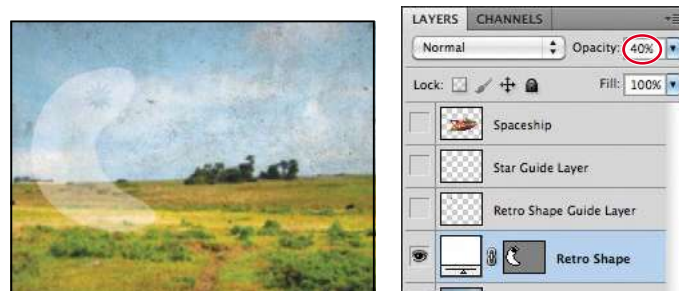 LAYERS CHANNELS
Normal Opacity: 40%
Lock: Fill: 100%
Spaceship
Star Guide Layer
Retro Shape Guide Layer
Retro Shape